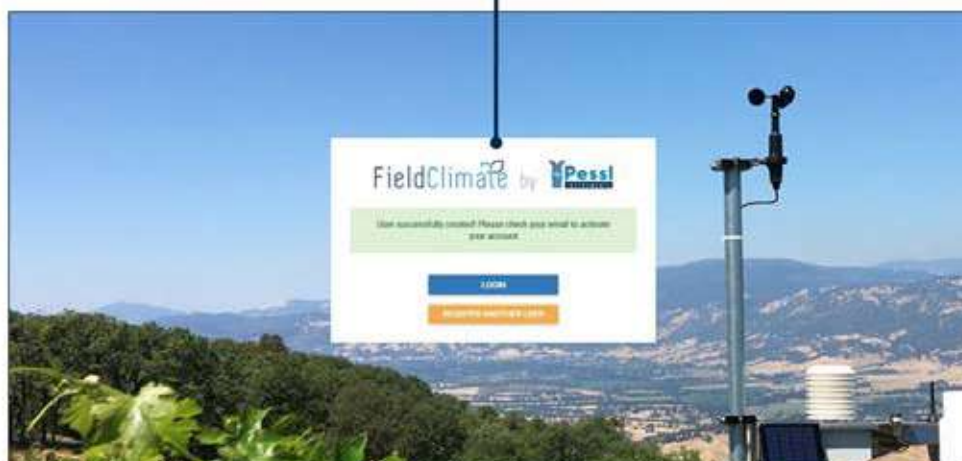 FieldClimate by Pessl
User successfully created! Please check your email to activate
your account
LOGIN
REGISTER ANOTHER USER